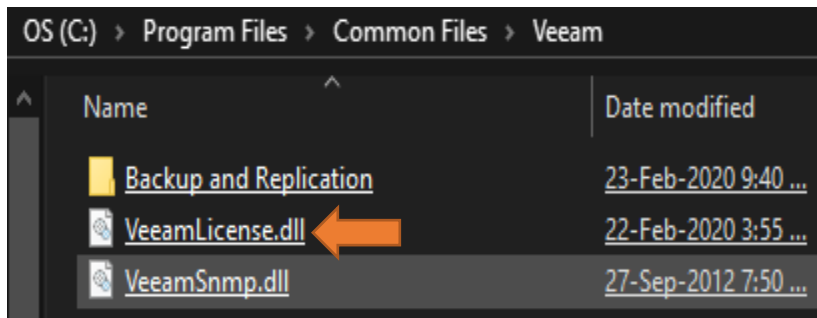 OS (C:) › Program Files › Common Files › Veeam
Name Date modified
Backup and Replication 23-Feb-2020 9:40 ...
VeeamLicense.dll 22-Feb-2020 3:55 ...
VeeamSnmp.dll 27-Sep-2012 7:50 ...